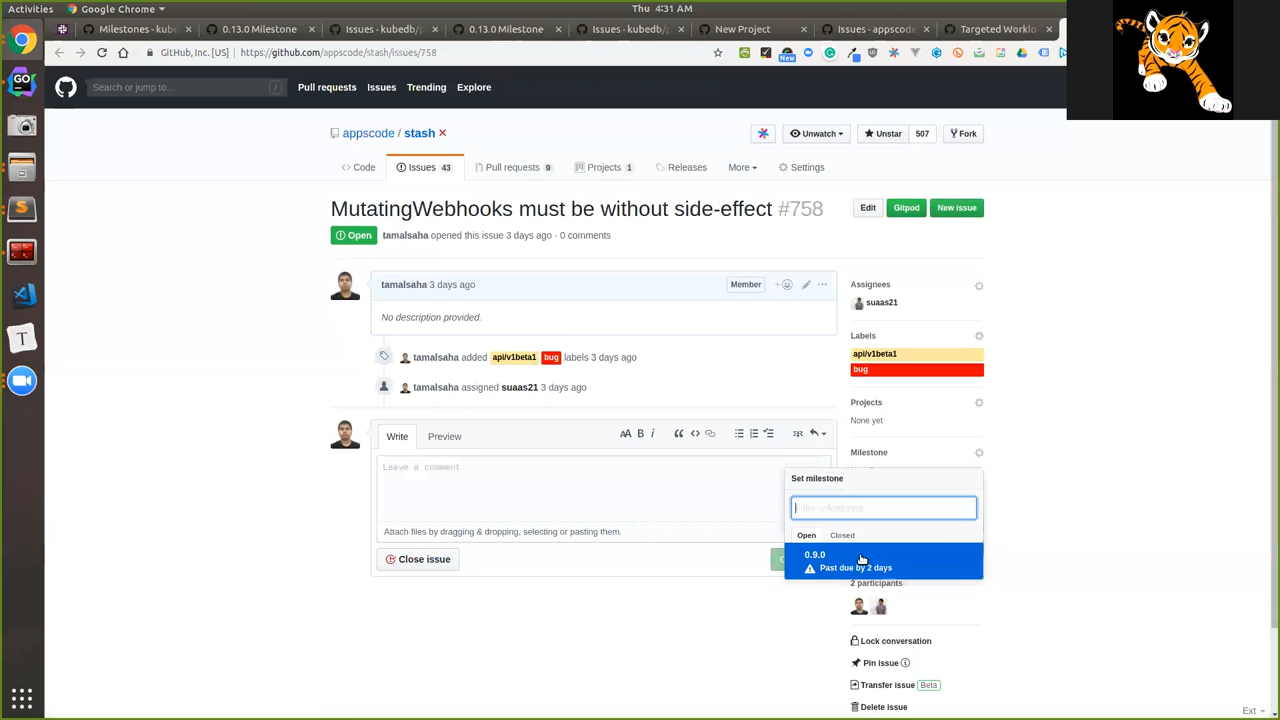 Activities
Google Chrome
Thu 4:31 AM
Milestones - kubedb
0.13.0 Milestone
Issues - kubedb/p
0.13.0 Milestone
Issues - kubedb/p
New Project
Issues - appscode
Targeted Worklo
GitHub, Inc. [US]
https://github.com/appscode/stash/issues/758
New
Search or jump to…
/
Pull requests
Issues
Trending
Explore
appscode / stash
Unwatch
Unstar
507
Fork
Code
Issues 43
Pull requests 9
Projects 1
Releases
More
Settings
MutatingWebhooks must be without side-effect #758
Edit
Gitpod
New issue
Open
tamalsaha opened this issue 3 days ago · 0 comments
tamalsaha 3 days ago
Member
No description provided.
tamalsaha added api/v1beta1 bug labels 3 days ago
tamalsaha assigned suaas21 3 days ago
Write
Preview
AA B i
Leave a comment
Attach files by dragging & dropping, selecting or pasting them.
Close issue
Assignees
suaas21
Labels
api/v1beta1
bug
Projects
None yet
Milestone
Set milestone
Filter milestones
Open
Closed
0.9.0
Past due by 2 days
2 participants
Lock conversation
Pin issue
Transfer issue Beta
Delete issue
Ext